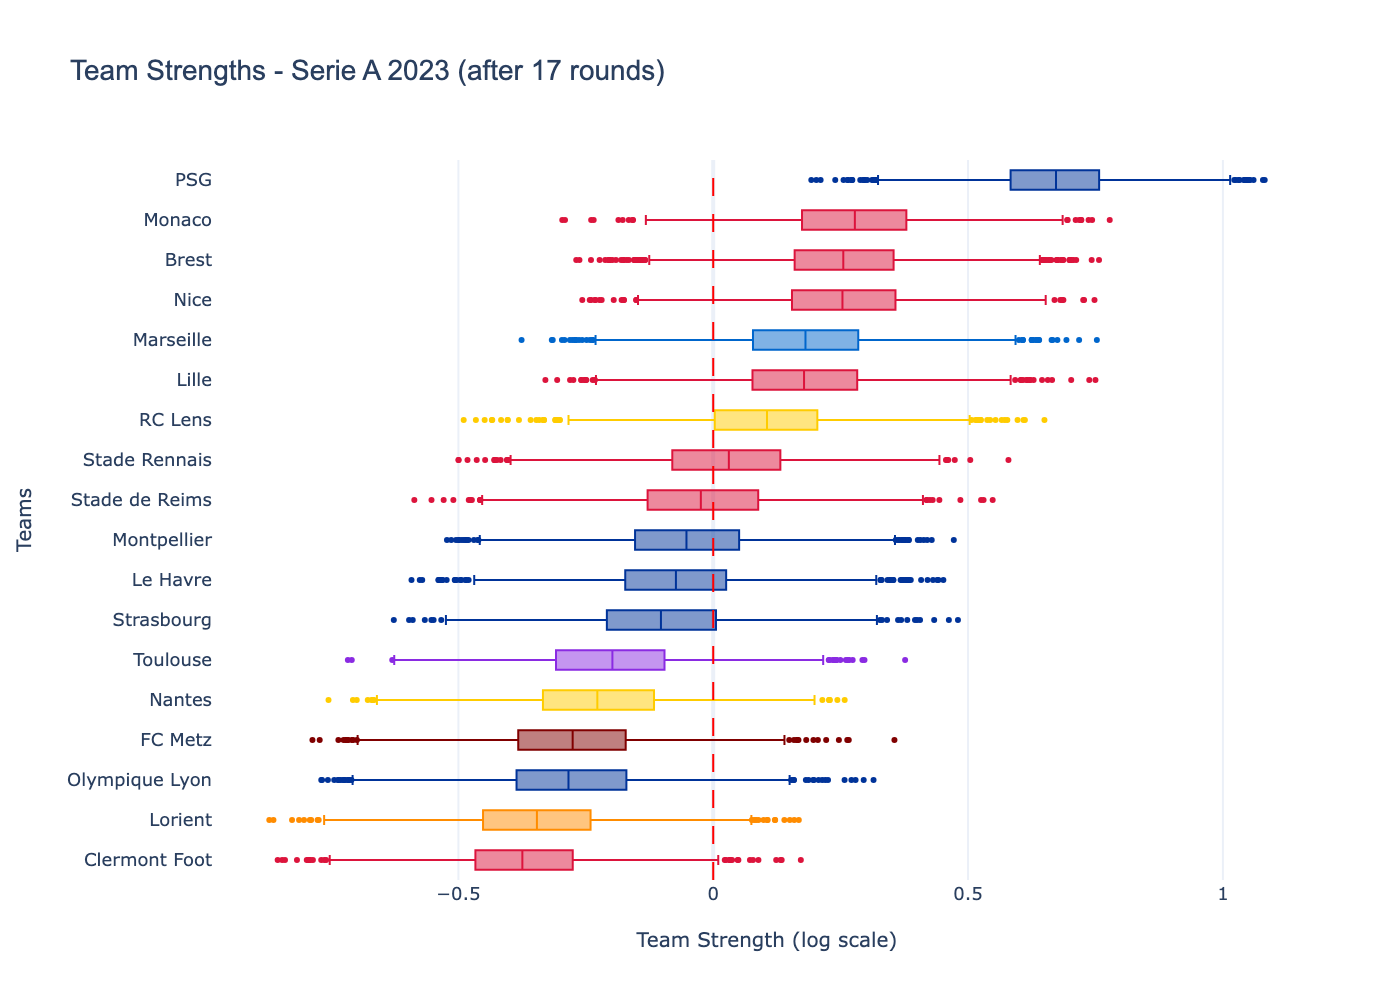 Team Strengths - Serie A 2023 (after 17 rounds)
PSG
Monaco
Brest
Nice
Marseille
Lille
RC Lens
Stade Rennais
Stade de Reims
Montpellier
Le Havre
Strasbourg
Toulouse
Nantes
FC Metz
Olympique Lyon
Lorient
Clermont Foot
Teams
−0.5 0 0.5 1
Team Strength (log scale)